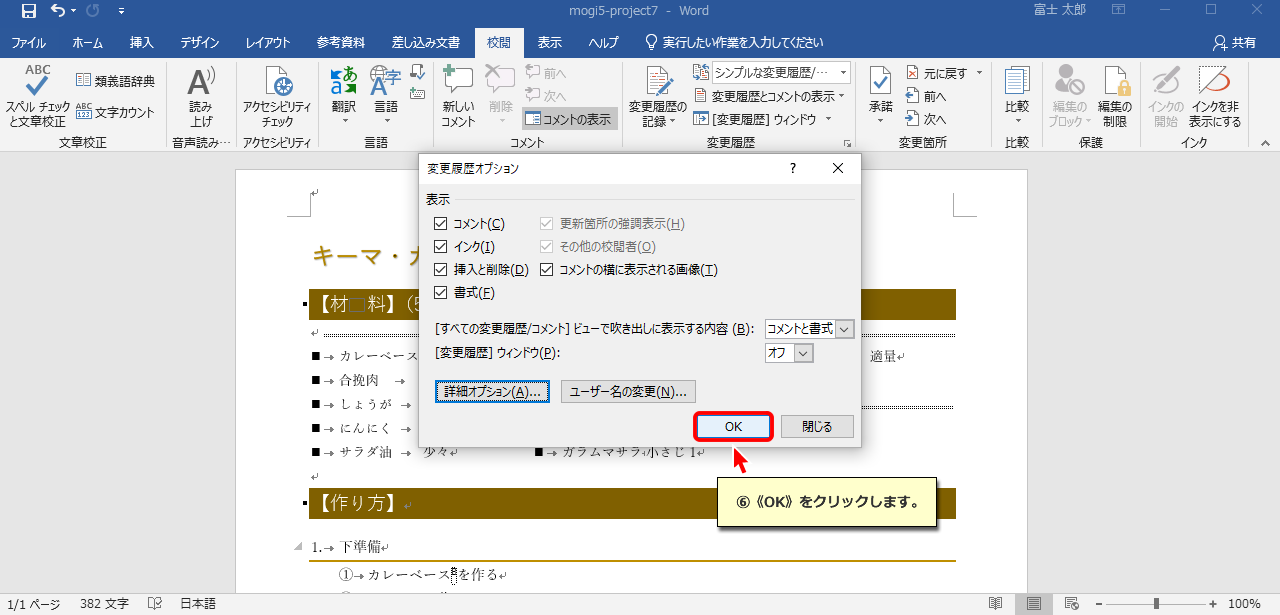 mogi5-project7 - Word
富士 太郎
ファイル ホーム 挿入 デザイン レイアウト 参考資料 差し込み文書 校閲 表示 ヘルプ 実行したい作業を入力してください 共有
ABC
スペル チェック
と文章校正
類義語辞典
ABC
123
文字カウント
文章校正
読み
上げ
音声読み…
アクセシビリティ
チェック
アクセシビリティ
翻訳
言語
言語
新しい
コメント
削除
前へ
次へ
コメントの表示
コメント
変更履歴の
記録
シンプルな変更履歴/…
変更履歴とコメントの表示
[変更履歴] ウィンドウ
変更履歴
承諾
元に戻す
前へ
次へ
変更箇所
比較
比較
編集の
ブロック
編集の
制限
保護
インクの
開始
インクを非
表示にする
インク
変更履歴オプション ?
表示
コメント(C) 更新箇所の強調表示(H)
インク(I) その他の校閲者(O)
挿入と削除(D) コメントの横に表示される画像(T)
書式(F)
[すべての変更履歴/コメント] ビューで吹き出しに表示する内容 (B): コメントと書式
[変更履歴] ウィンドウ(P): オフ
詳細オプション(A)... ユーザー名の変更(N)...
OK 閉じる
⑥《OK》をクリックします。
キーマ・カ
【材 料】(5
カレーベース 適量
合挽肉
しょうが
にんにく
サラダ油 少々 ガラムマサラ 小さじ 1
【作り方】
1. 下準備
① カレーベースを作る
1/1 ページ 382 文字 日本語 100%